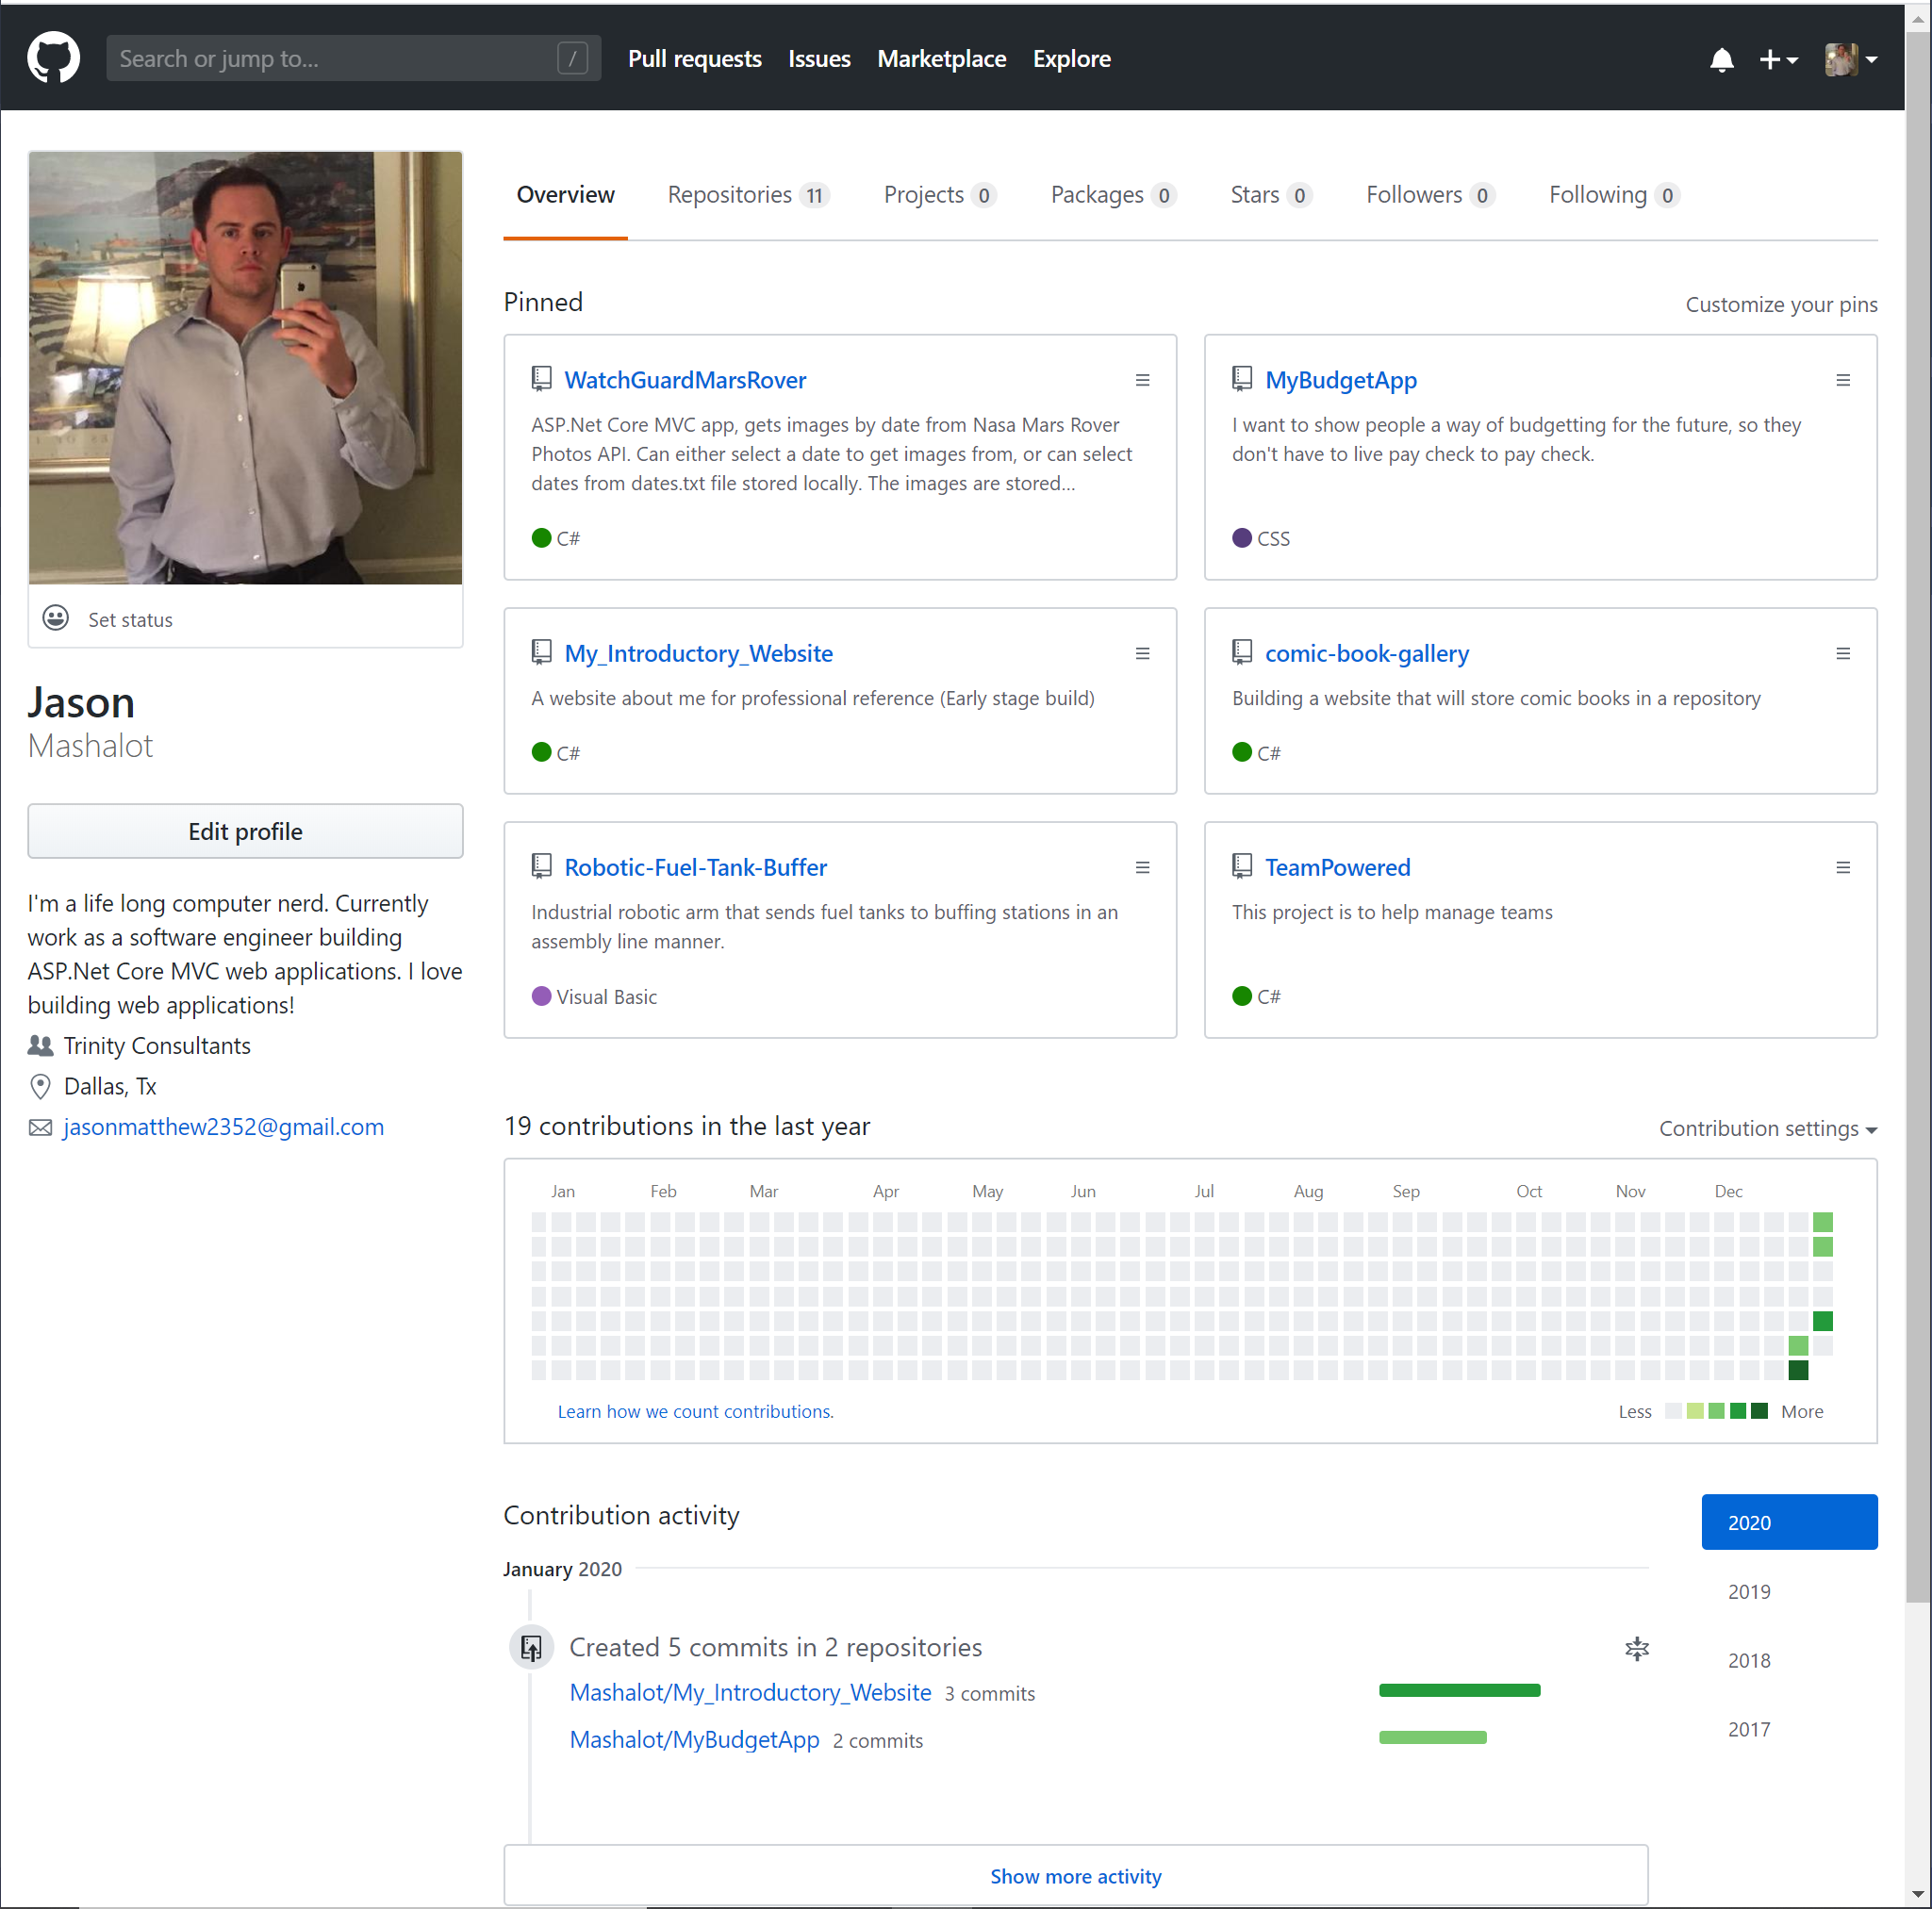 Search or jump to...
/
Pull requests
Issues
Marketplace
Explore
Overview
Repositories 11
Projects 0
Packages 0
Stars 0
Followers 0
Following 0
Set status
Jason
Mashalot
Edit profile
I'm a life long computer nerd. Currently
work as a software engineer building
ASP.Net Core MVC web applications. I love
building web applications!
Trinity Consultants
Dallas, Tx
jasonmatthew2352@gmail.com
Pinned
Customize your pins
WatchGuardMarsRover
ASP.Net Core MVC app, gets images by date from Nasa Mars Rover
Photos API. Can either select a date to get images from, or can select
dates from dates.txt file stored locally. The images are stored...
C#
MyBudgetApp
I want to show people a way of budgetting for the future, so they
don't have to live pay check to pay check.
CSS
My_Introductory_Website
A website about me for professional reference (Early stage build)
C#
comic-book-gallery
Building a website that will store comic books in a repository
C#
Robotic-Fuel-Tank-Buffer
Industrial robotic arm that sends fuel tanks to buffing stations in an
assembly line manner.
Visual Basic
TeamPowered
This project is to help manage teams
C#
19 contributions in the last year
Contribution settings
Jan Feb Mar Apr May Jun Jul Aug Sep Oct Nov Dec
Learn how we count contributions.
Less
More
Contribution activity
2020
2019
2018
2017
January 2020
Created 5 commits in 2 repositories
Mashalot/My_Introductory_Website 3 commits
Mashalot/MyBudgetApp 2 commits
Show more activity